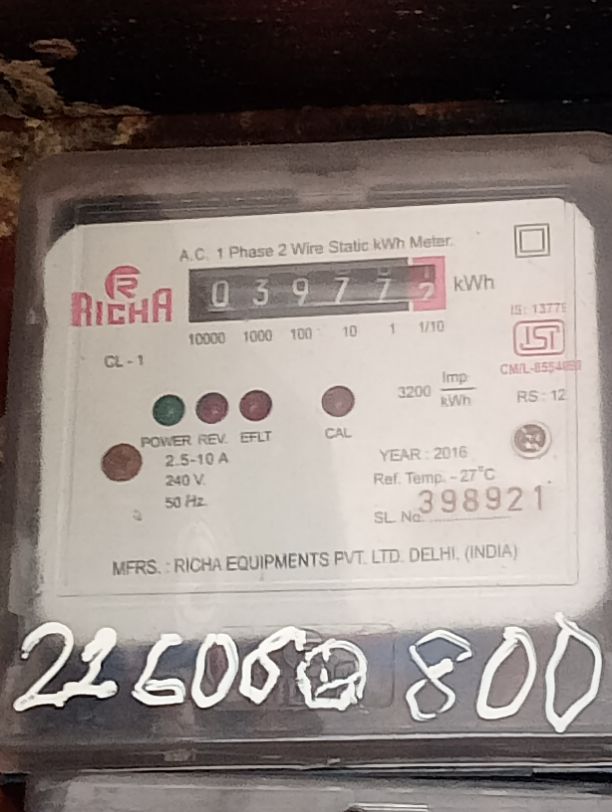 A.C. 1 Phase 2 Wire Static kWh Meter.
RICHA
0 3 9 7 7 2 kWh
10000 1000 100 10 1 1/10
IS: 13779
ISI
CL - 1
3200 Imp/kWh
RS : 12
POWER REV. EFLT CAL
2.5-10 A
240 V.
50 Hz.
YEAR : 2016
Ref. Temp. - 27°C
SL. No. 398921
MFRS. : RICHA EQUIPMENTS PVT. LTD. DELHI, (INDIA)
800